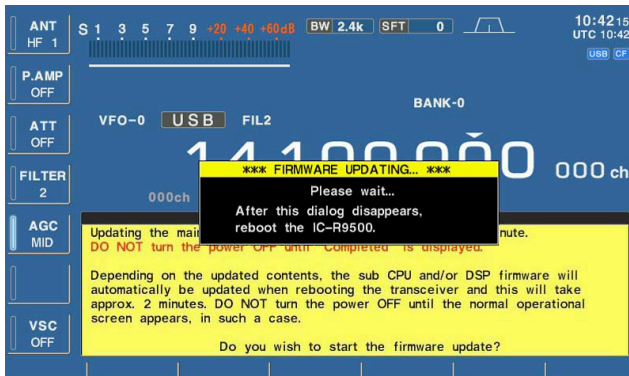 ANT
HF 1
S 1 3 5 7 9 +20 +40 +60dB
BW 2.4k
SFT 0
10:42 15
UTC 10:42
USB CF
P.AMP
OFF
BANK-0
VFO-0 USB FIL2
ATT
OFF
000 ch
FILTER
2
000ch
*** FIRMWARE UPDATING... ***
Please wait...
After this dialog disappears,
reboot the IC-R9500.
AGC
MID
Updating the
DO NOT turn the power OFF until "Completed" is displayed.
Depending on the updated contents, the sub CPU and/or DSP firmware will
automatically be updated when rebooting the transceiver and this will take
approx. 2 minutes. DO NOT turn the power OFF until the normal operational
screen appears, in such a case.
VSC
OFF
Do you wish to start the firmware update?